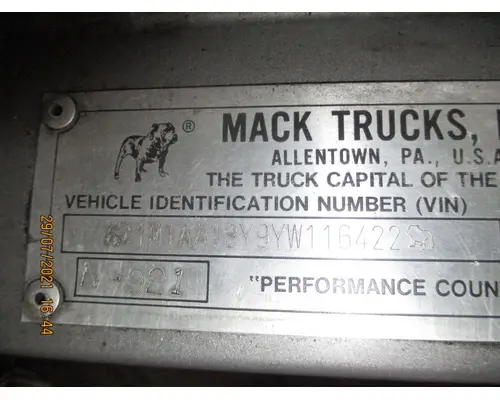 ®
MACK TRUCKS,
ALLENTOWN, PA., U.S.A
THE TRUCK CAPITAL OF THE
VEHICLE IDENTIFICATION NUMBER (VIN)
1M1AA13Y9YW116422
"PERFORMANCE COUN
29/07/2021 16:44